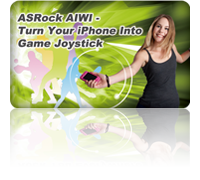 ASRock AIWI -
Turn Your iPhone Into
Game Joystick